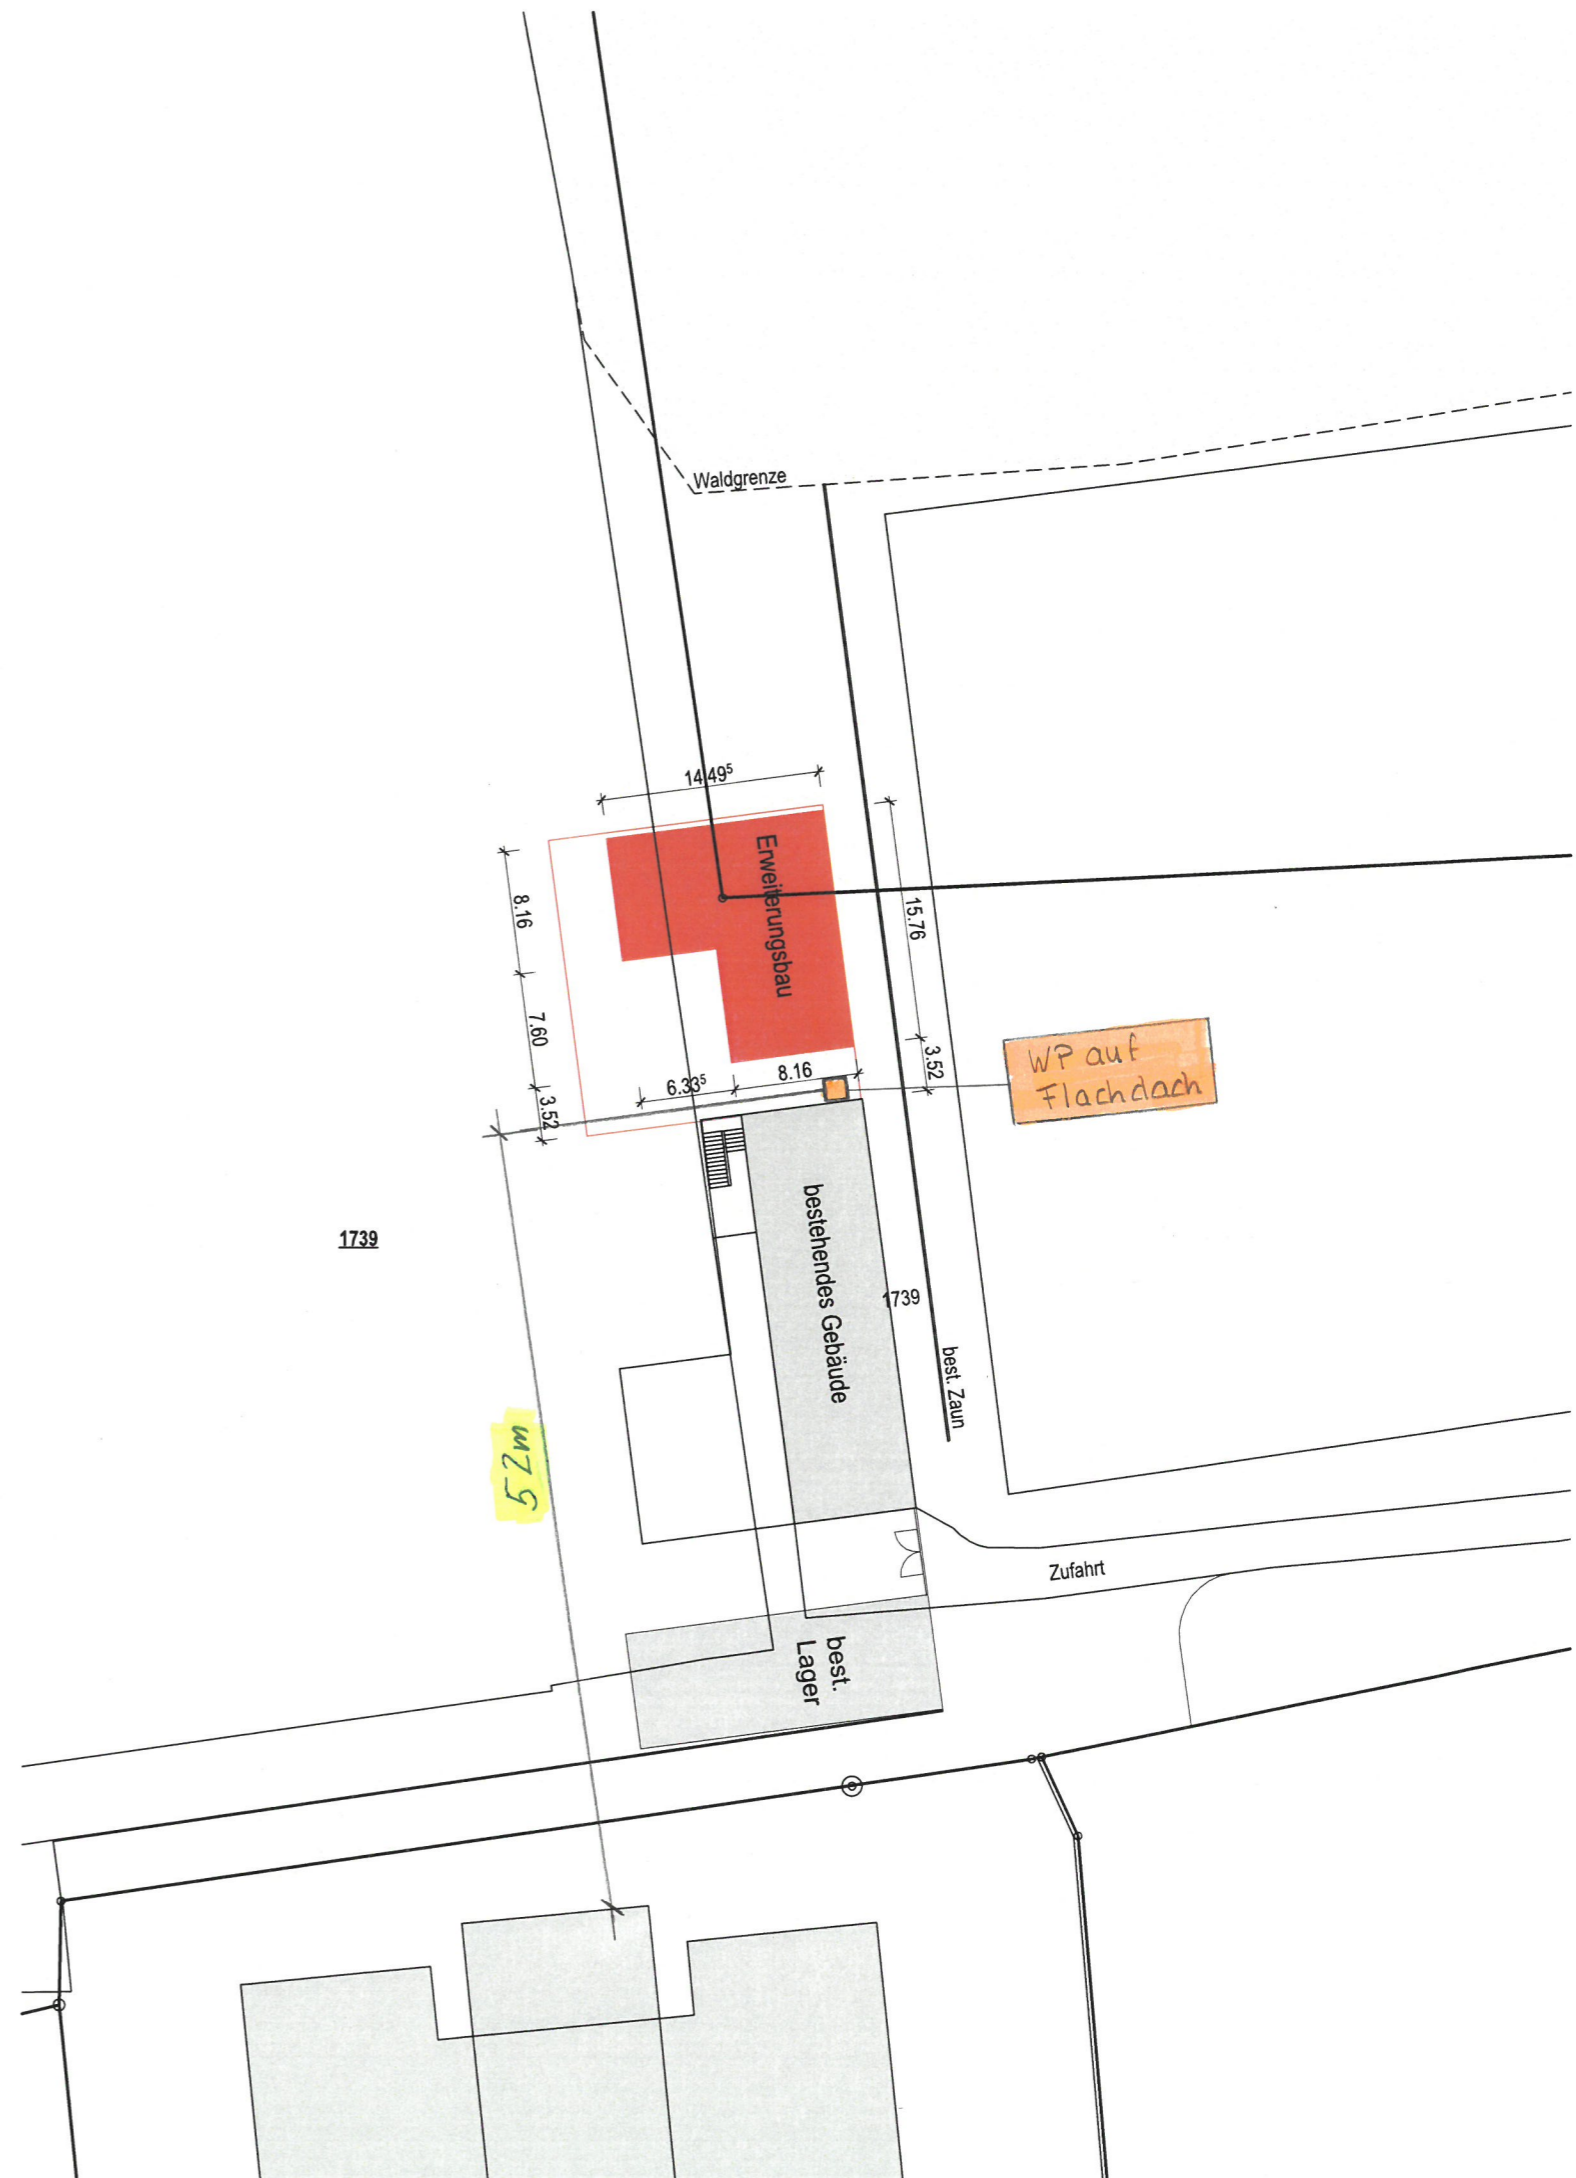 Waldgrenze
14.49⁵
Erweiterungsbau
8.16
15.76
7.60
3.52
WP auf
Flachdach
6.33⁵
8.16
3.52
1739
bestehendes Gebäude
1739
best. Zaun
52m
Zufahrt
best.
Lager